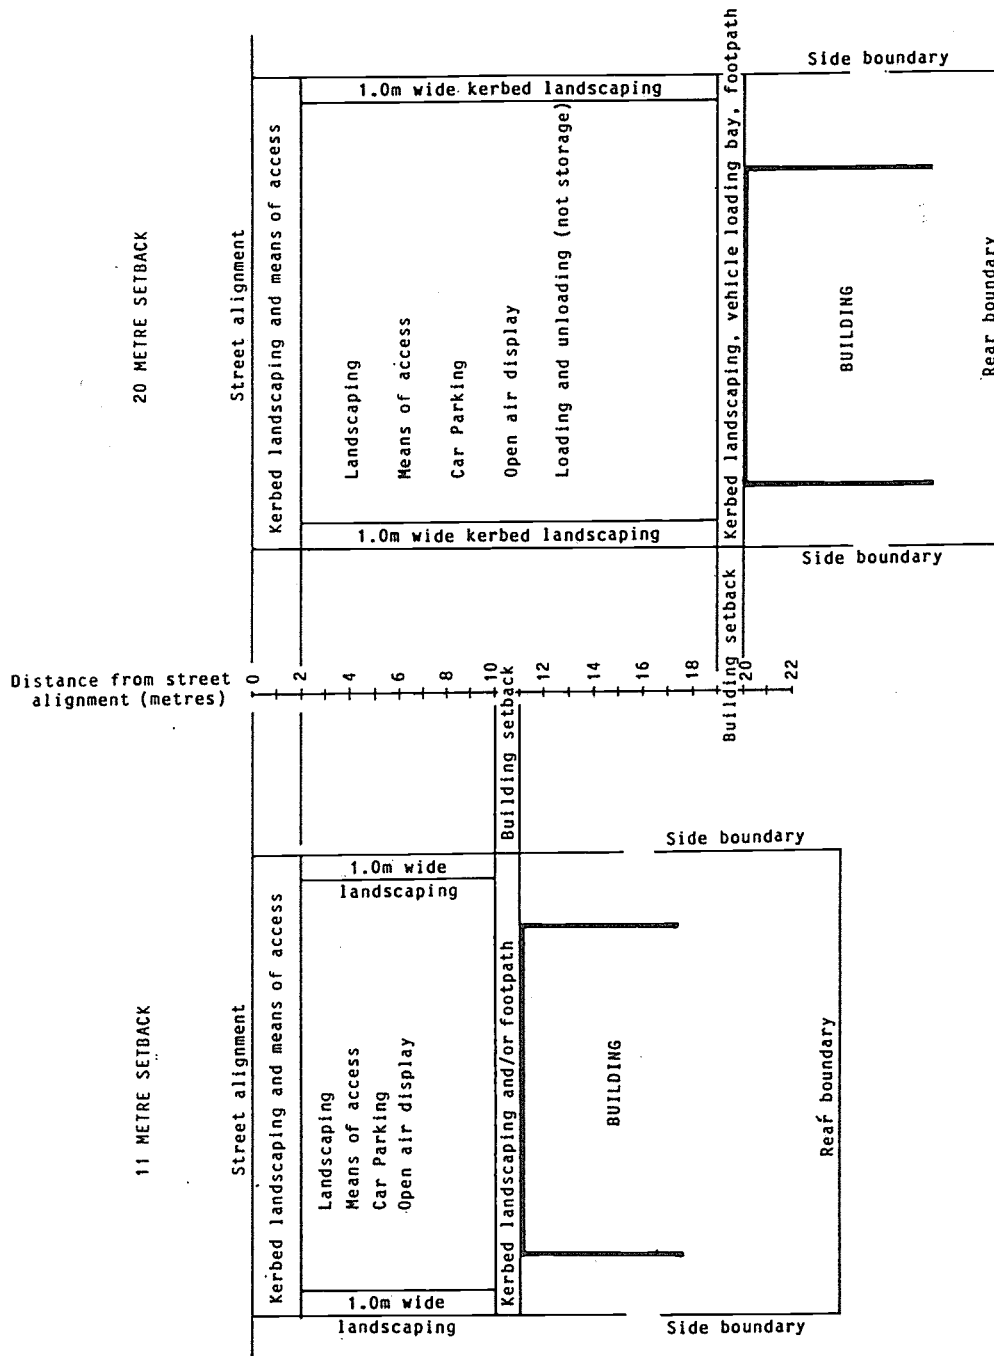 20 METRE SETBACK
Street alignment
Kerbed landscaping and means of access
1.0m wide kerbed landscaping
Landscaping
Means of access
Car Parking
Open air display
Loading and unloading (not storage)
1.0m wide kerbed landscaping
Kerbed landscaping, vehicle loading bay, footpath
Side boundary
BUILDING
Rear boundary
Side boundary
Building setback
Distance from street
alignment (metres)
0
2
4
6
8
10
12
14
16
18
20
22
Building setback
11 METRE SETBACK
Street alignment
Kerbed landscaping and means of access
1.0m wide
landscaping
Landscaping
Means of access
Car Parking
Open air display
1.0m wide
landscaping
Kerbed landscaping and/or footpath
Side boundary
BUILDING
Rear boundary
Side boundary